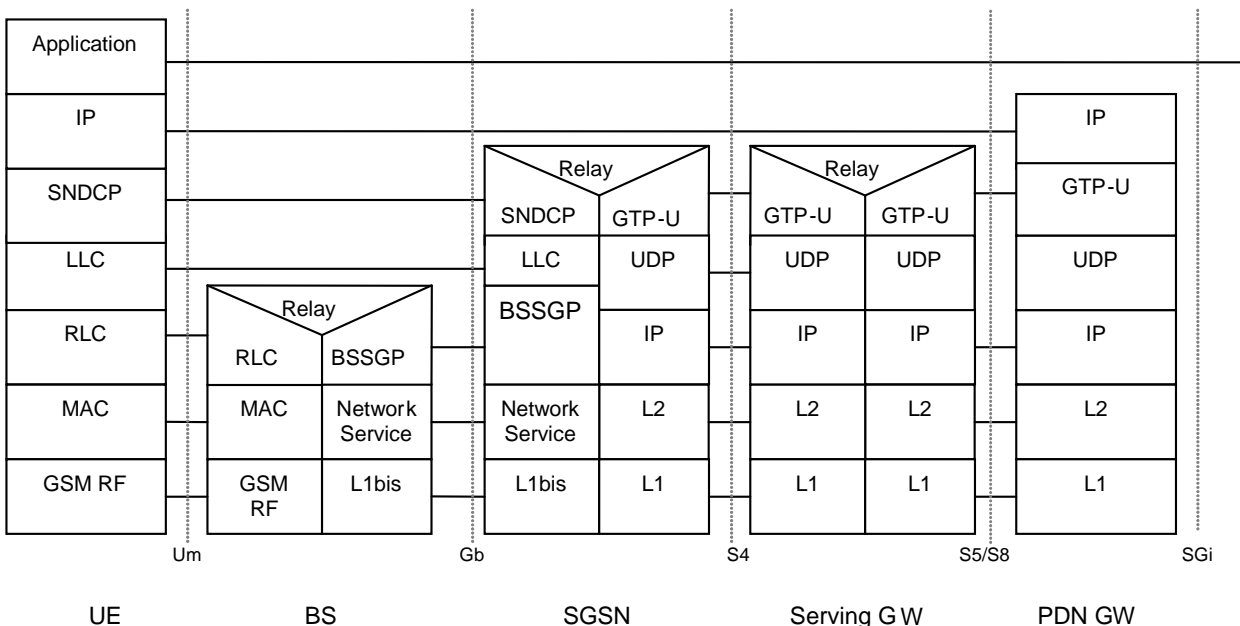 Application
IP
IP
Relay
Relay
SNDCP
GTP-U
SNDCP
GTP-U
GTP-U
GTP-U
LLC
LLC
UDP
UDP
UDP
UDP
Relay
BSSGP
RLC
IP
IP
IP
IP
RLC
BSSGP
MAC
MAC
Network
Service
Network
Service
L2
L2
L2
L2
GSM RF
GSM
RF
L1bis
L1bis
L1
L1
L1
L1
Um
Gb
S4
S5/S8
SGi
UE
BS
SGSN
Serving GW
PDN GW